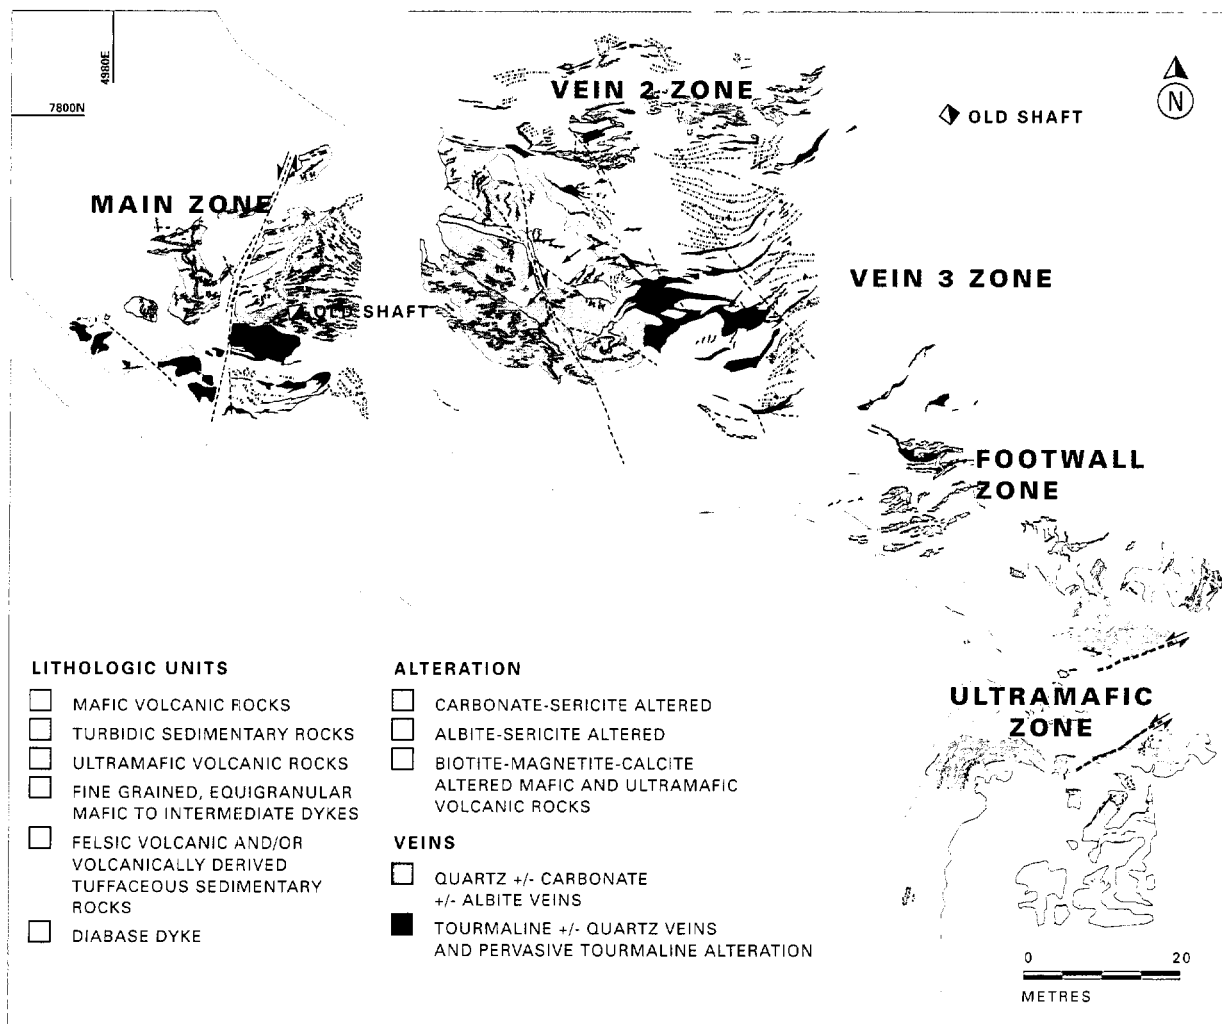 4980E
7800N
VEIN 2 ZONE
N
OLD SHAFT
MAIN ZONE
VEIN 3 ZONE
OLD SHAFT
FOOTWALL
ZONE
ULTRAMAFIC
ZONE
LITHOLOGIC UNITS
MAFIC VOLCANIC ROCKS
TURBIDIC SEDIMENTARY ROCKS
ULTRAMAFIC VOLCANIC ROCKS
FINE GRAINED, EQUIGRANULAR
MAFIC TO INTERMEDIATE DYKES
FELSIC VOLCANIC AND/OR
VOLCANICALLY DERIVED
TUFFACEOUS SEDIMENTARY
ROCKS
DIABASE DYKE
ALTERATION
CARBONATE-SERICITE ALTERED
ALBITE-SERICITE ALTERED
BIOTITE-MAGNETITE-CALCITE
ALTERED MAFIC AND ULTRAMAFIC
VOLCANIC ROCKS
VEINS
QUARTZ +/- CARBONATE
+/- ALBITE VEINS
TOURMALINE +/- QUARTZ VEINS
AND PERVASIVE TOURMALINE ALTERATION
0 20
METRES